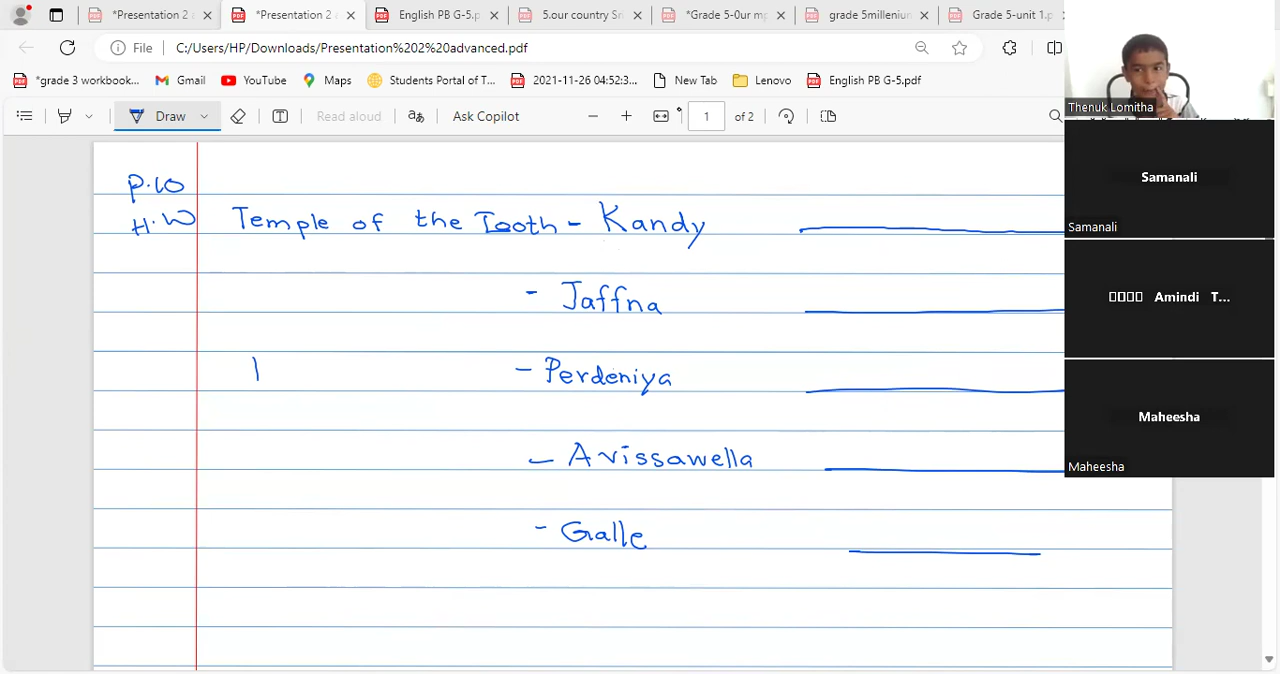 *Presentation 2 a
*Presentation 2 a
English PB G-5.p
5.our country Sri
*Grade 5-Our mp
grade 5milleniur
Grade 5-unit 1.p
File C:/Users/HP/Downloads/Presentation%202%20advanced.pdf
*grade 3 workbook... Gmail YouTube Maps Students Portal of T... 2021-11-26 04:52:3... New Tab Lenovo English PB G-5.pdf
Draw Read aloud Ask Copilot 1 of 2
Thenuk Lomitha
Samanali
Samanali
Amindi T...
Maheesha
Maheesha
P.10
H.W Temple of the Tooth - Kandy
- Jaffna
- Perdeniya
- Avissawella
- Galle